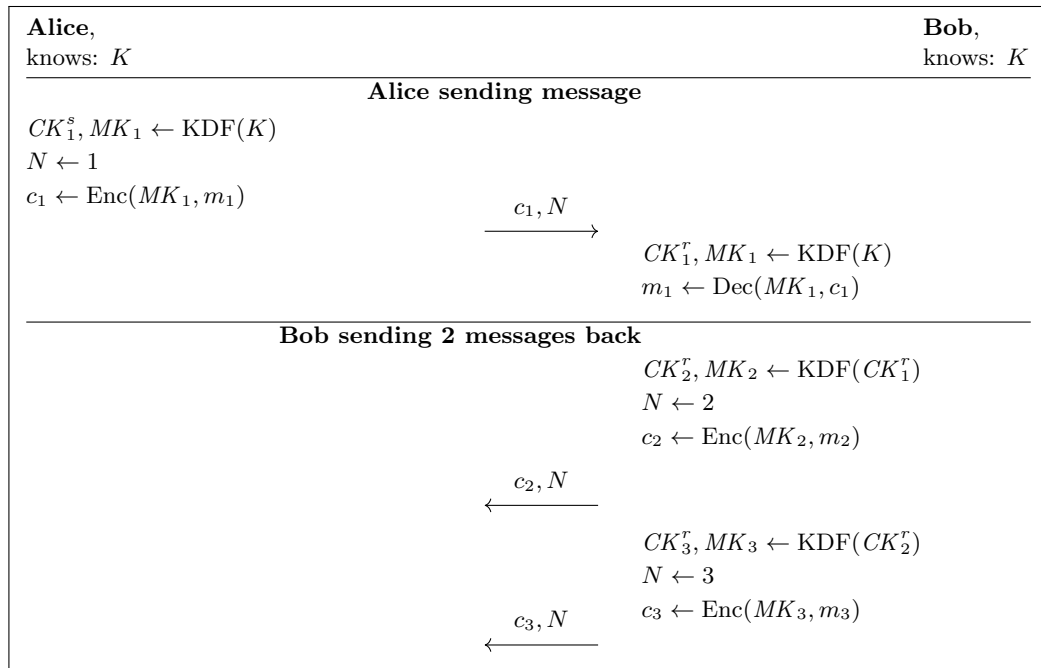 Alice,
Bob,
knows: K
knows: K
Alice sending message
CK₁ˢ, MK₁ ← KDF(K)
N ← 1
c₁ ← Enc(MK₁, m₁)
c₁, N
CK₁ʳ, MK₁ ← KDF(K)
m₁ ← Dec(MK₁, c₁)
Bob sending 2 messages back
CK₂ʳ, MK₂ ← KDF(CK₁ʳ)
N ← 2
c₂ ← Enc(MK₂, m₂)
c₂, N
CK₃ʳ, MK₃ ← KDF(CK₂ʳ)
N ← 3
c₃ ← Enc(MK₃, m₃)
c₃, N